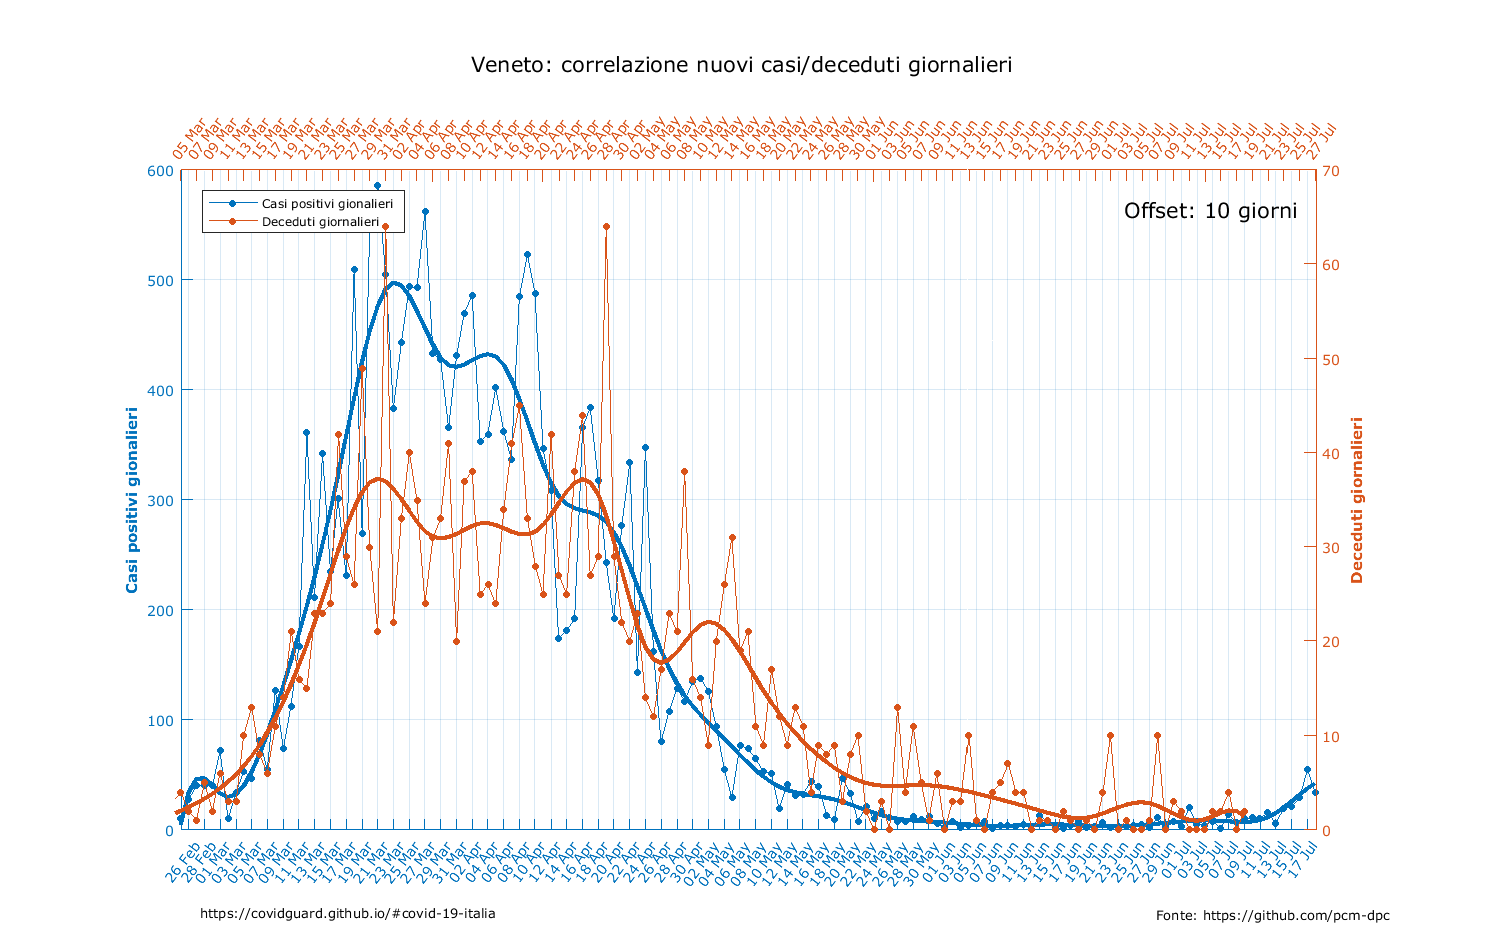 Veneto: correlazione nuovi casi/deceduti giornalieri
05 Mar
07 Mar
09 Mar
11 Mar
13 Mar
15 Mar
17 Mar
19 Mar
21 Mar
23 Mar
25 Mar
27 Mar
29 Mar
31 Mar
02 Apr
04 Apr
06 Apr
08 Apr
10 Apr
12 Apr
14 Apr
16 Apr
18 Apr
20 Apr
22 Apr
24 Apr
26 Apr
28 Apr
30 Apr
02 May
04 May
06 May
08 May
10 May
12 May
14 May
16 May
18 May
20 May
22 May
24 May
26 May
28 May
30 May
01 Jun
03 Jun
05 Jun
07 Jun
09 Jun
11 Jun
13 Jun
15 Jun
17 Jun
19 Jun
21 Jun
23 Jun
25 Jun
27 Jun
29 Jun
01 Jul
03 Jul
05 Jul
07 Jul
09 Jul
11 Jul
13 Jul
15 Jul
17 Jul
19 Jul
21 Jul
23 Jul
25 Jul
27 Jul
Casi positivi gionalieri
Deceduti giornalieri
Offset: 10 giorni
600
500
400
300
200
100
0
Casi positivi gionalieri
70
60
50
40
30
20
10
0
Deceduti giornalieri
26 Feb
28 Feb
01 Mar
03 Mar
05 Mar
07 Mar
09 Mar
11 Mar
13 Mar
15 Mar
17 Mar
19 Mar
21 Mar
23 Mar
25 Mar
27 Mar
29 Mar
31 Mar
02 Apr
04 Apr
06 Apr
08 Apr
10 Apr
12 Apr
14 Apr
16 Apr
18 Apr
20 Apr
22 Apr
24 Apr
26 Apr
28 Apr
30 Apr
02 May
04 May
06 May
08 May
10 May
12 May
14 May
16 May
18 May
20 May
22 May
24 May
26 May
28 May
30 May
01 Jun
03 Jun
05 Jun
07 Jun
09 Jun
11 Jun
13 Jun
15 Jun
17 Jun
19 Jun
21 Jun
23 Jun
25 Jun
27 Jun
29 Jun
01 Jul
03 Jul
05 Jul
07 Jul
09 Jul
11 Jul
13 Jul
15 Jul
17 Jul
https://covidguard.github.io/#covid-19-italia
Fonte: https://github.com/pcm-dpc